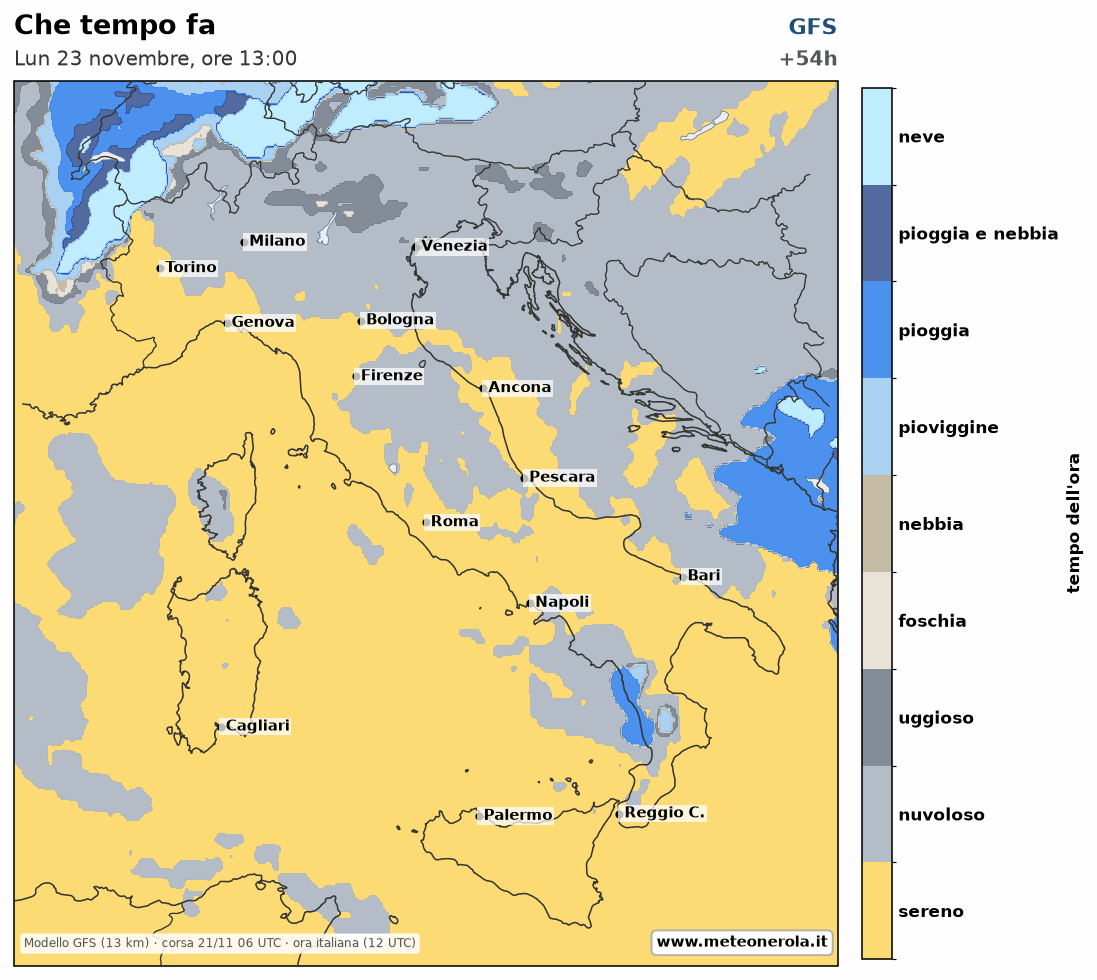 Che tempo fa
GFS
Lun 23 novembre, ore 13:00
+54h
neve
pioggia e nebbia
pioggia
pioviggine
nebbia
foschia
uggioso
nuvoloso
sereno
tempo dell'ora
Milano
Venezia
Torino
Genova
Bologna
Firenze
Ancona
Pescara
Roma
Bari
Napoli
Cagliari
Palermo
Reggio C.
Modello GFS (13 km) · corsa 21/11 06 UTC · ora italiana (12 UTC)
www.meteonerola.it